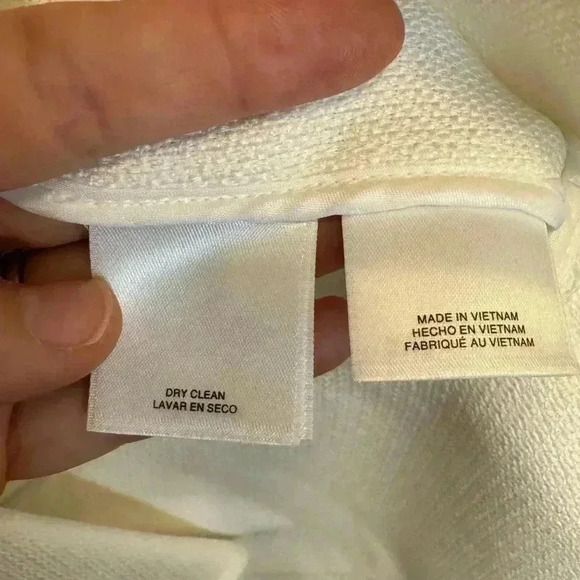 DRY CLEAN
LAVAR EN SECO
MADE IN VIETNAM
HECHO EN VIETNAM
FABRIQUÉ AU VIETNAM